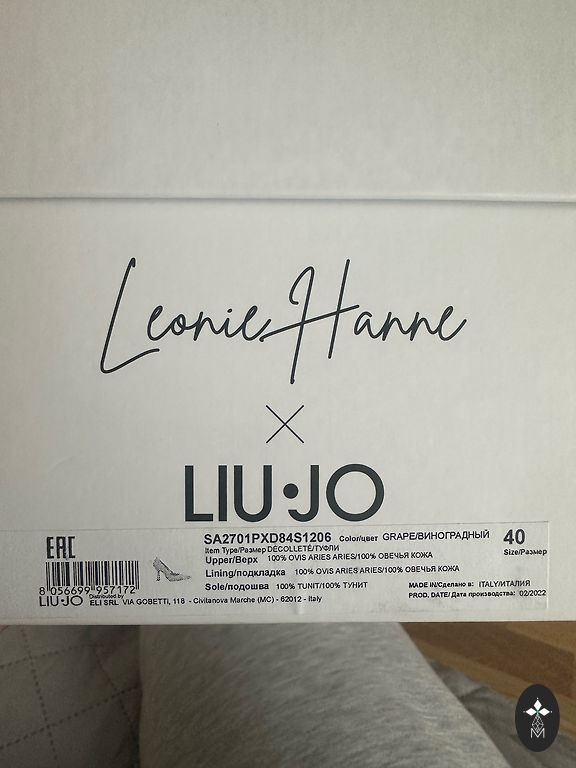 Leonie Hanne
×
LIU·JO
EAC
SA2701PXD84S1206 Color/цвет GRAPE/ВИНОГРАДНЫЙ 40
Item Type/Размер DÉCOLLETÉ/ТУФЛИ Size/Размер
Upper/Верх 100% OVIS ARIES ARIES/100% ОВЕЧЬЯ КОЖА
Lining/подкладка 100% OVIS ARIES ARIES/100% ОВЕЧЬЯ КОЖА
Sole/подошва 100% TUNIT/100% ТУНИТ MADE IN/Сделано в: ITALY/ИТАЛИЯ
8 056699 957172 PROD. DATE/ Дата производства: 02/2022
LIU·JO Distributed by ELI SRL VIA GOBETTI, 118 - Civitanova Marche (MC) - 62012 - Italy
M